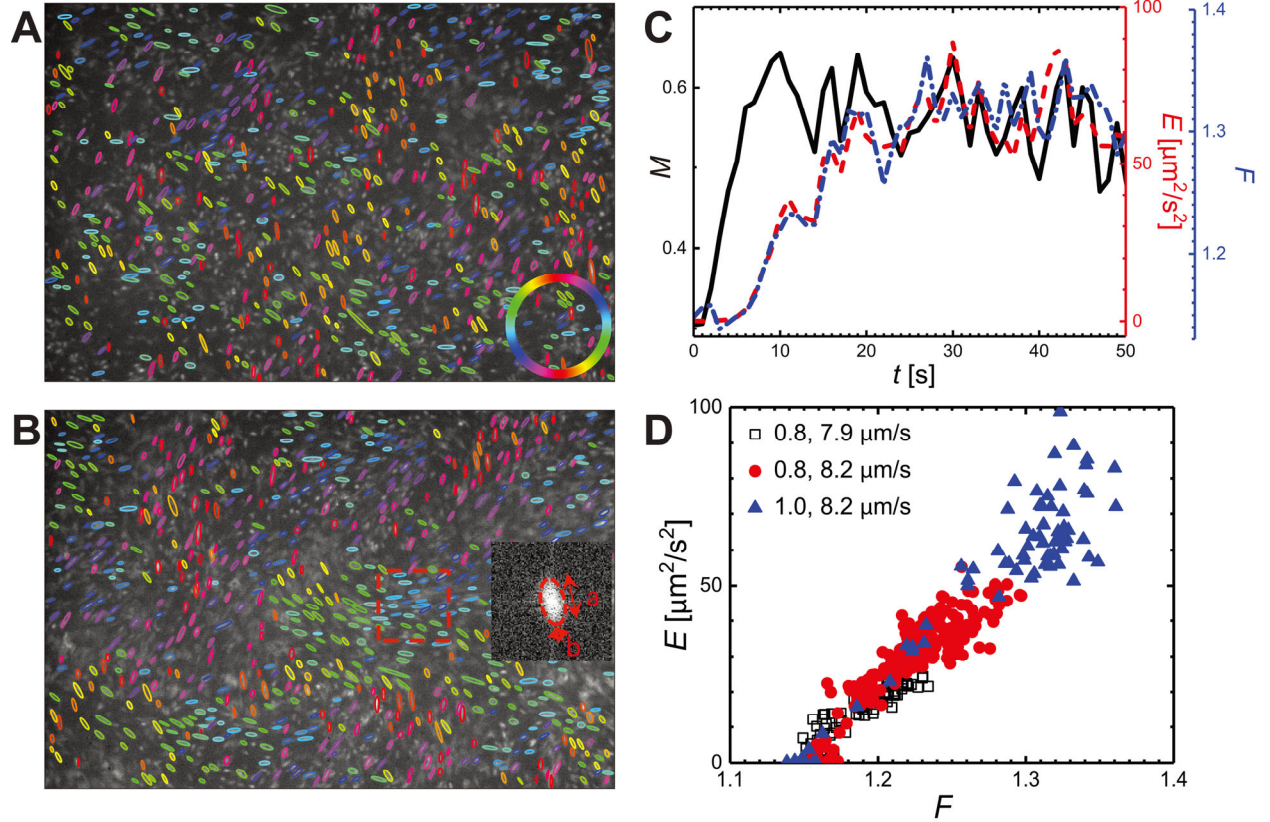 A
B
a
b
C
M
0.6
0.4
0
10
20
30
40
50
t [s]
100
50
0
E [µm²/s²]
1.4
1.3
1.2
F
D
0.8, 7.9 µm/s
0.8, 8.2 µm/s
1.0, 8.2 µm/s
E [µm²/s²]
100
50
0
1.1
1.2
1.3
1.4
F